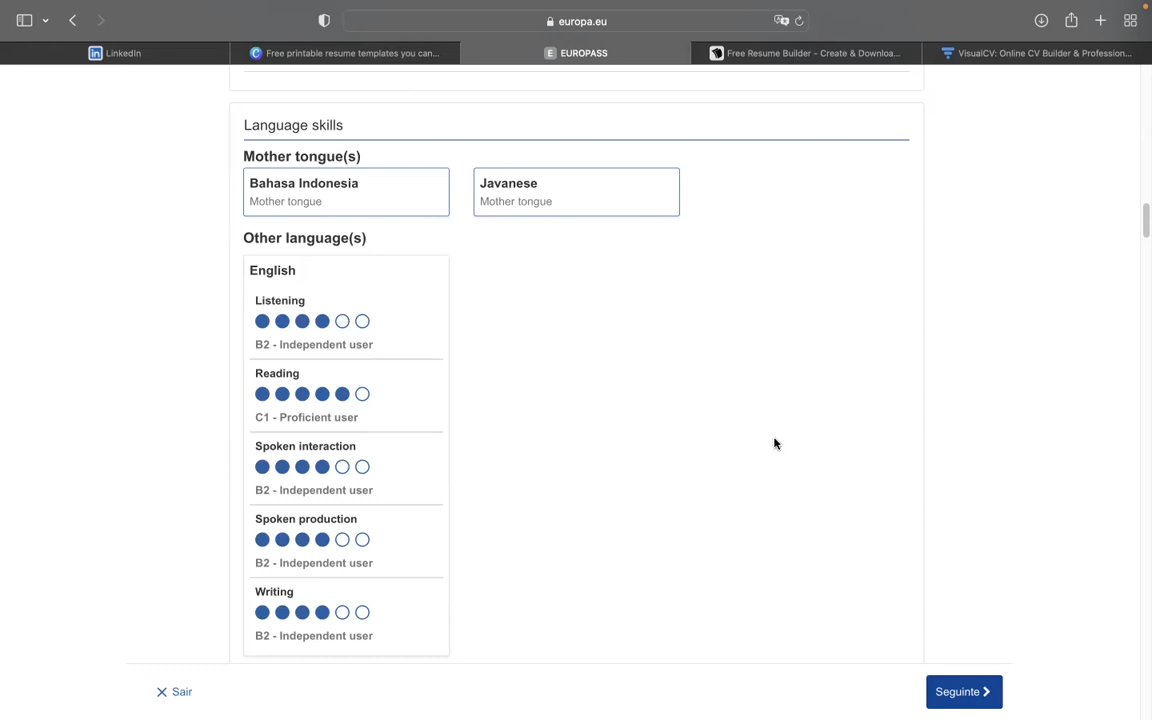 europa.eu
LinkedIn
Free printable resume templates you can...
EUROPASS
Free Resume Builder - Create & Downloa...
VisualCV: Online CV Builder & Profession...
Language skills
Mother tongue(s)
Bahasa Indonesia
Mother tongue
Javanese
Mother tongue
Other language(s)
English
Listening
B2 - Independent user
Reading
C1 - Proficient user
Spoken interaction
B2 - Independent user
Spoken production
B2 - Independent user
Writing
B2 - Independent user
Sair
Seguinte